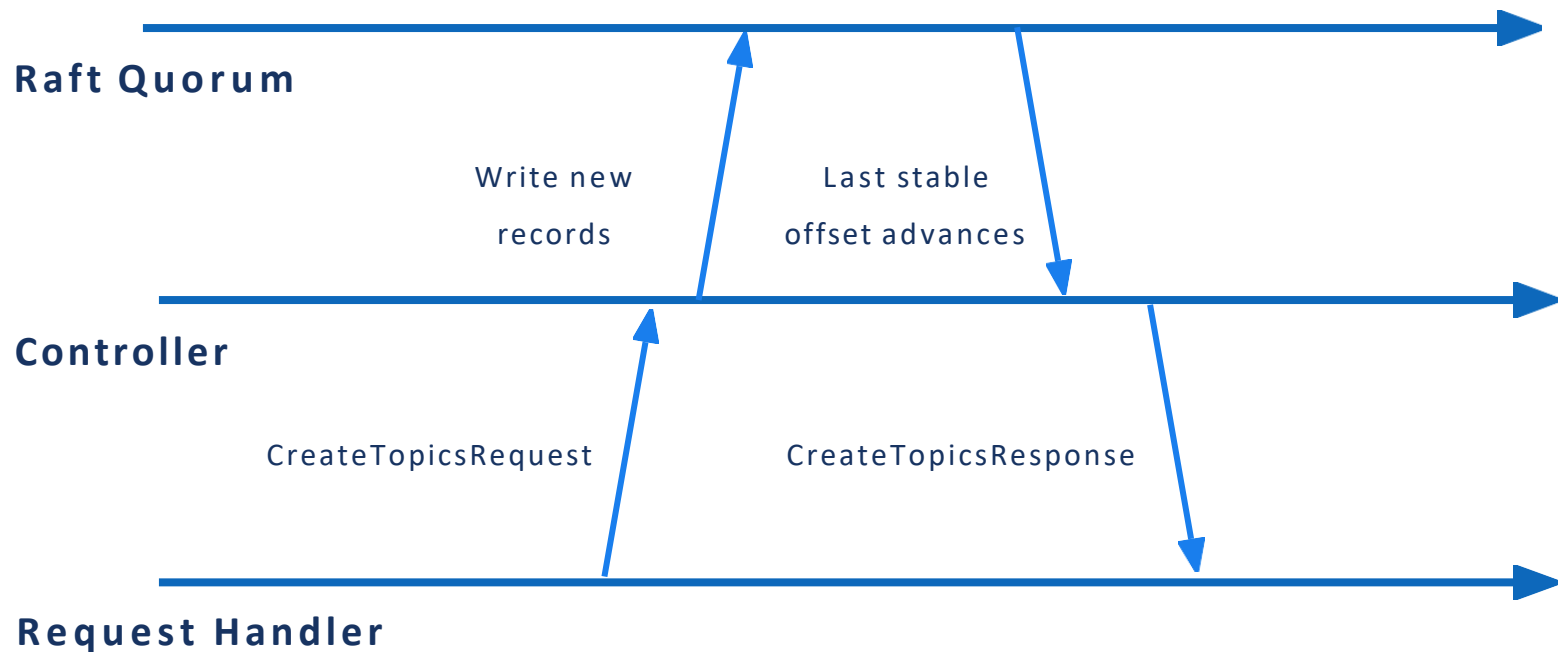 Raft Quorum
Write new
records
Last stable
offset advances
Controller
CreateTopicsRequest
CreateTopicsResponse
Request Handler